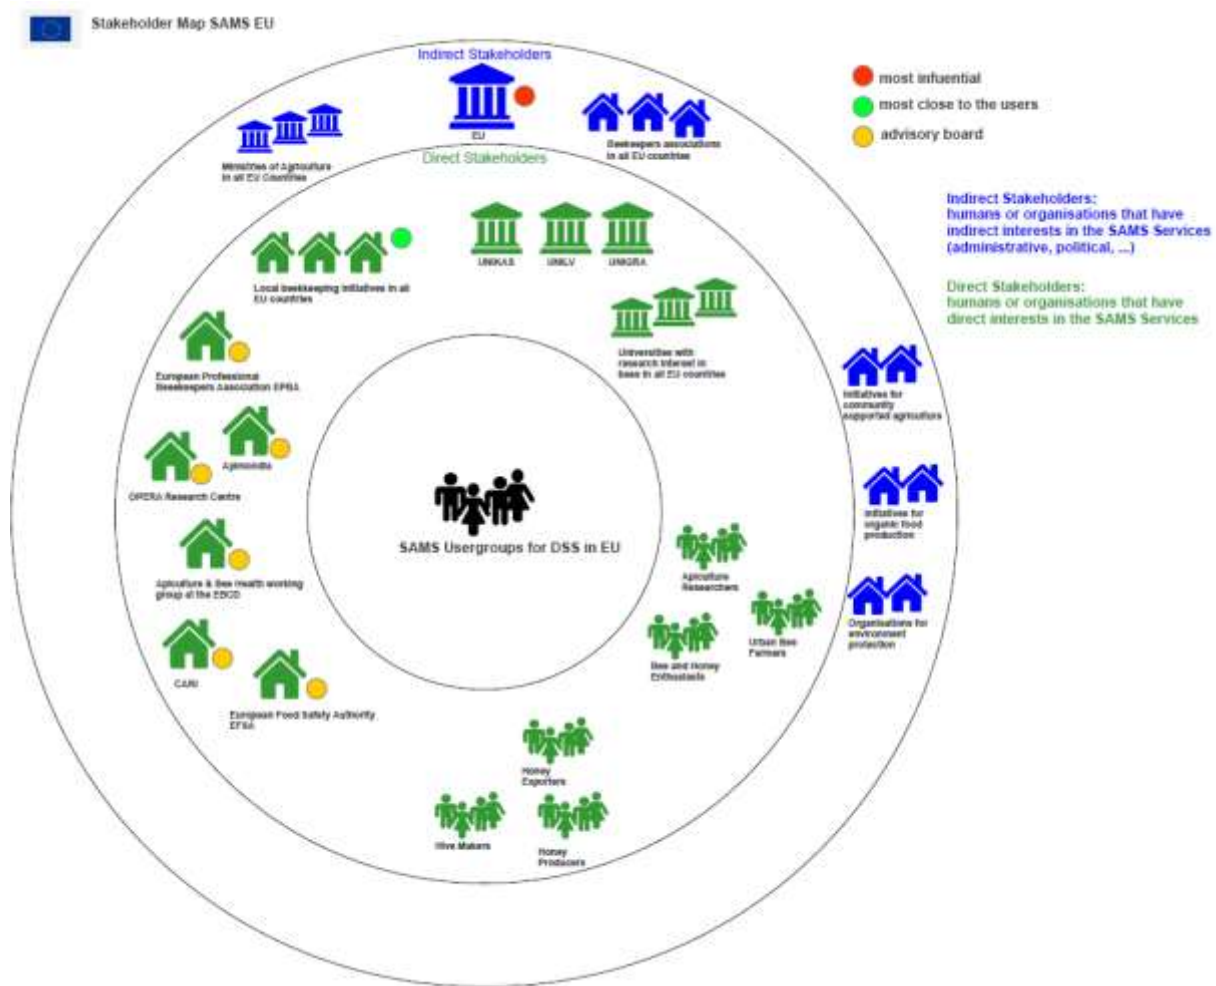 Stakeholder Map SAMS EU
Indirect Stakeholders
EU
Ministries of Agriculture
in all EU Countries
Beekeepers associations
in all EU countries
most infuential
most close to the users
advisory board
Direct Stakeholders
Indirect Stakeholders:
humans or organisations that have
indirect interests in the SAMS Services
(administrative, political, ...)
Direct Stakeholders:
humans or organisations that have
direct interests in the SAMS Services
UNIKAS
UNILV
UNIGRA
Local beekeeping initiatives in all
EU countries
Universities with
research interest in
bees in all EU countries
European Professional
Beekeepers Association EPBA
Apimondia
OPERA Research Centre
Apiculture & Bee Health working
group at the EBCD
CARI
European Food Safety Authority
EFSA
SAMS Usergroups for DSS in EU
Initiatives for
community
supported agriculture
Initiatives for
organic food
production
Organisations for
environment
protection
Apiculture
Researchers
Urban Bee
Farmers
Bee and Honey
Enthusiasts
Honey
Exporters
Hive Makers
Honey
Producers